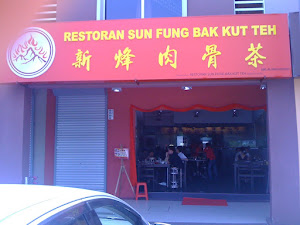 RESTORAN SUN FUNG BAK KUT TEH
新烽肉骨茶